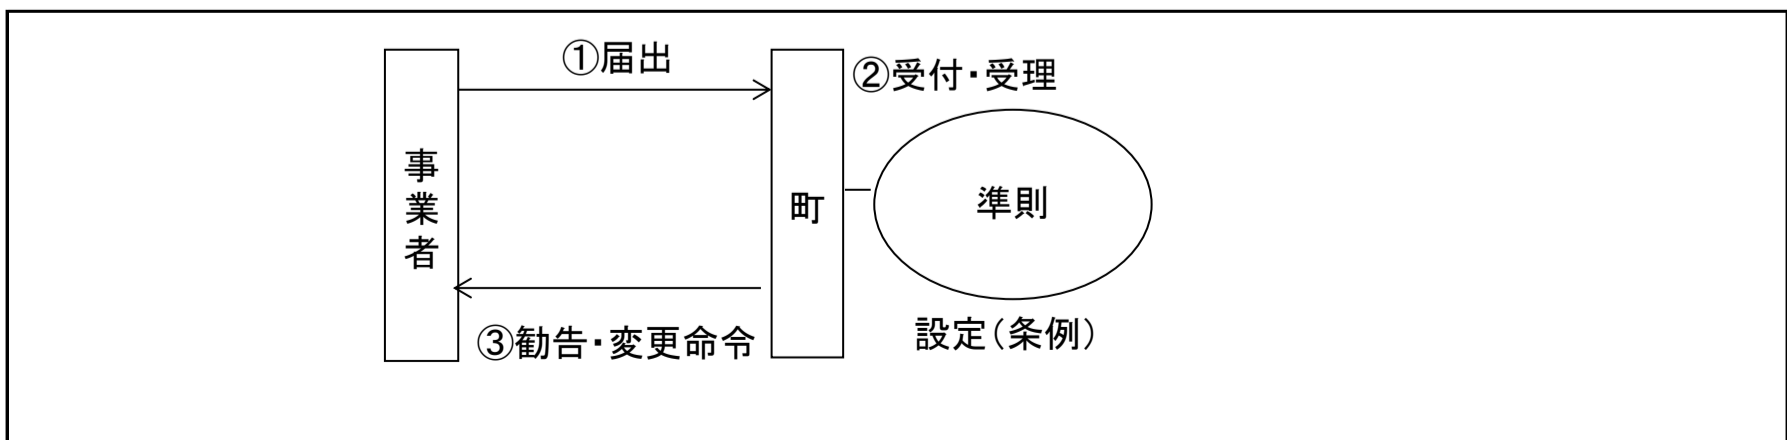 ①届出
②受付・受理
事業者
町
準則
設定(条例)
③勧告・変更命令